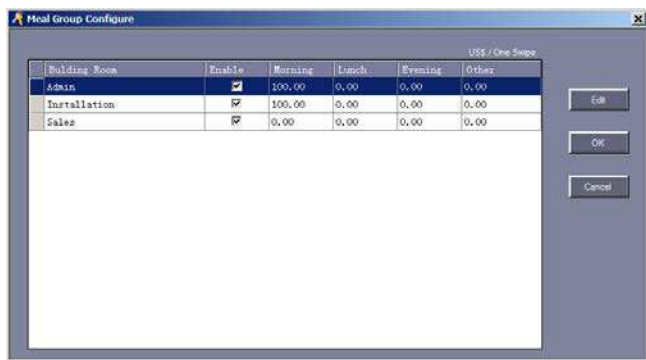 Meal Group Configure
US$ / One Swipe
Bulding Room Enable Morning Lunch Evening Other
Admin 100.00 0.00 0.00 0.00
Installation 100.00 0.00 0.00 0.00
Sales 0.00 0.00 0.00 0.00
Edit
OK
Cancel